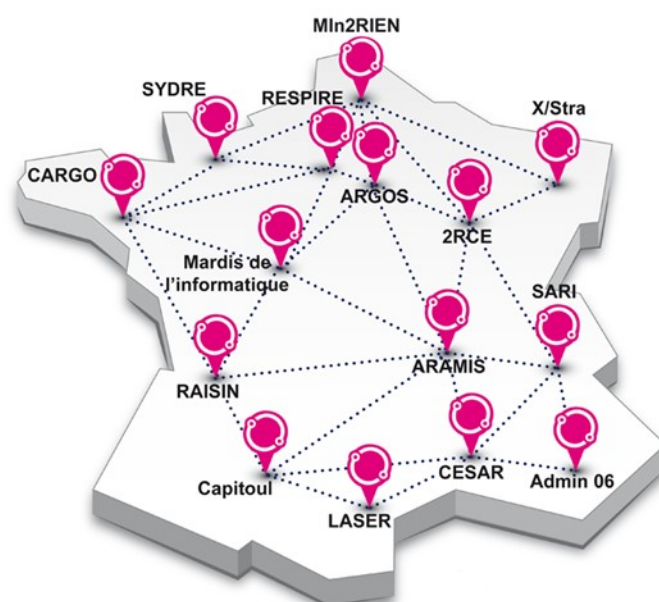 MIn2RIEN
SYDRE
RESPIRE
X/Stra
CARGO
ARGOS
2RCE
Mardis de
l’informatique
SARI
ARAMIS
RAISIN
Capitoul
CESAR
Admin 06
LASER